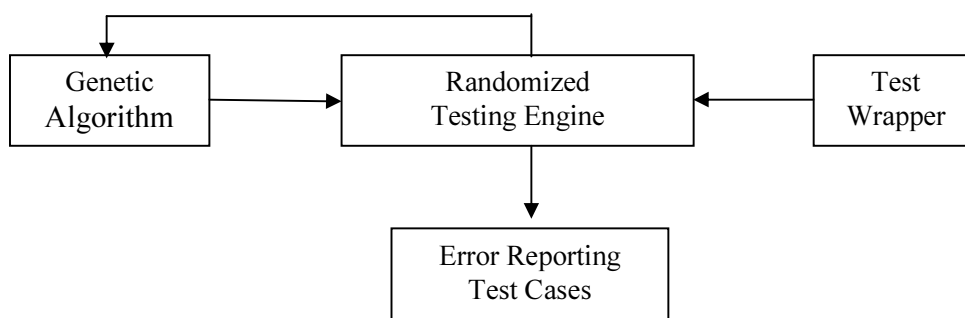 Genetic
Algorithm
Randomized
Testing Engine
Test
Wrapper
Error Reporting
Test Cases